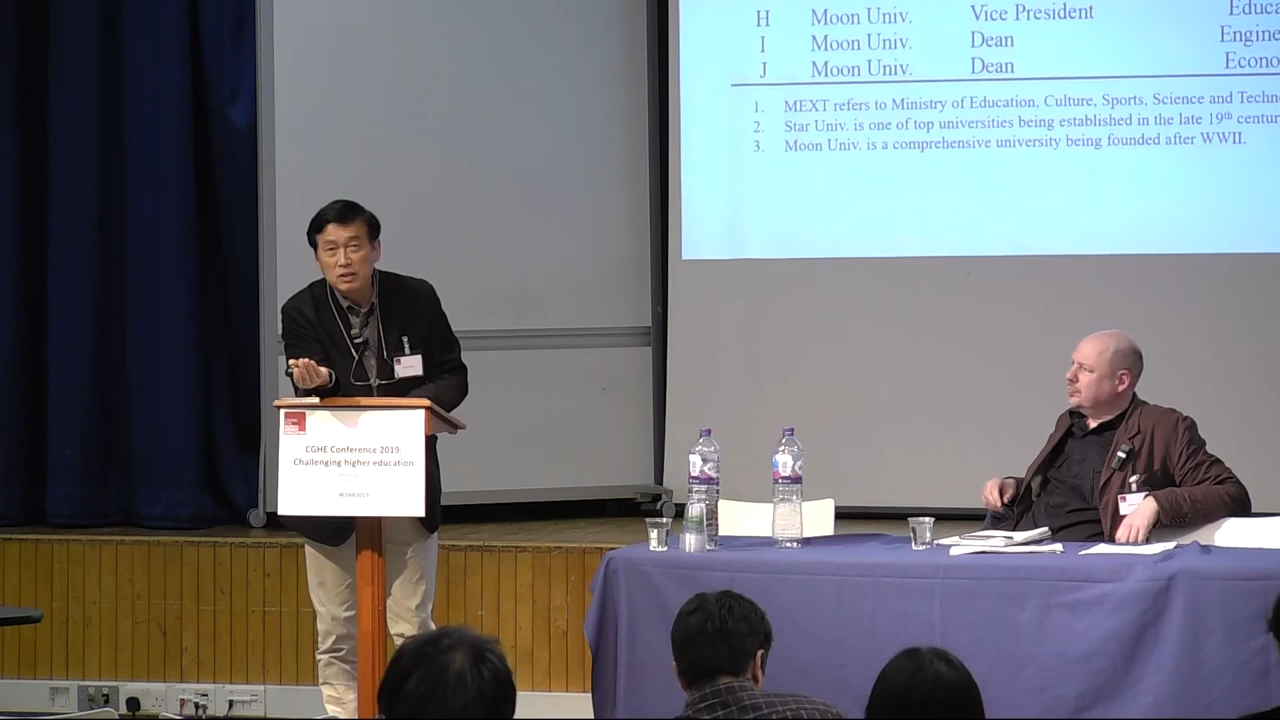 H Moon Univ. Vice President Educa
I Moon Univ. Dean Engine
J Moon Univ. Dean Econo
1. MEXT refers to Ministry of Education, Culture, Sports, Science and Techn
2. Star Univ. is one of top universities being established in the late 19th centur
3. Moon Univ. is a comprehensive university being founded after WWII.
CGHE Conference 2019:
Challenging higher education
#CGHE2019